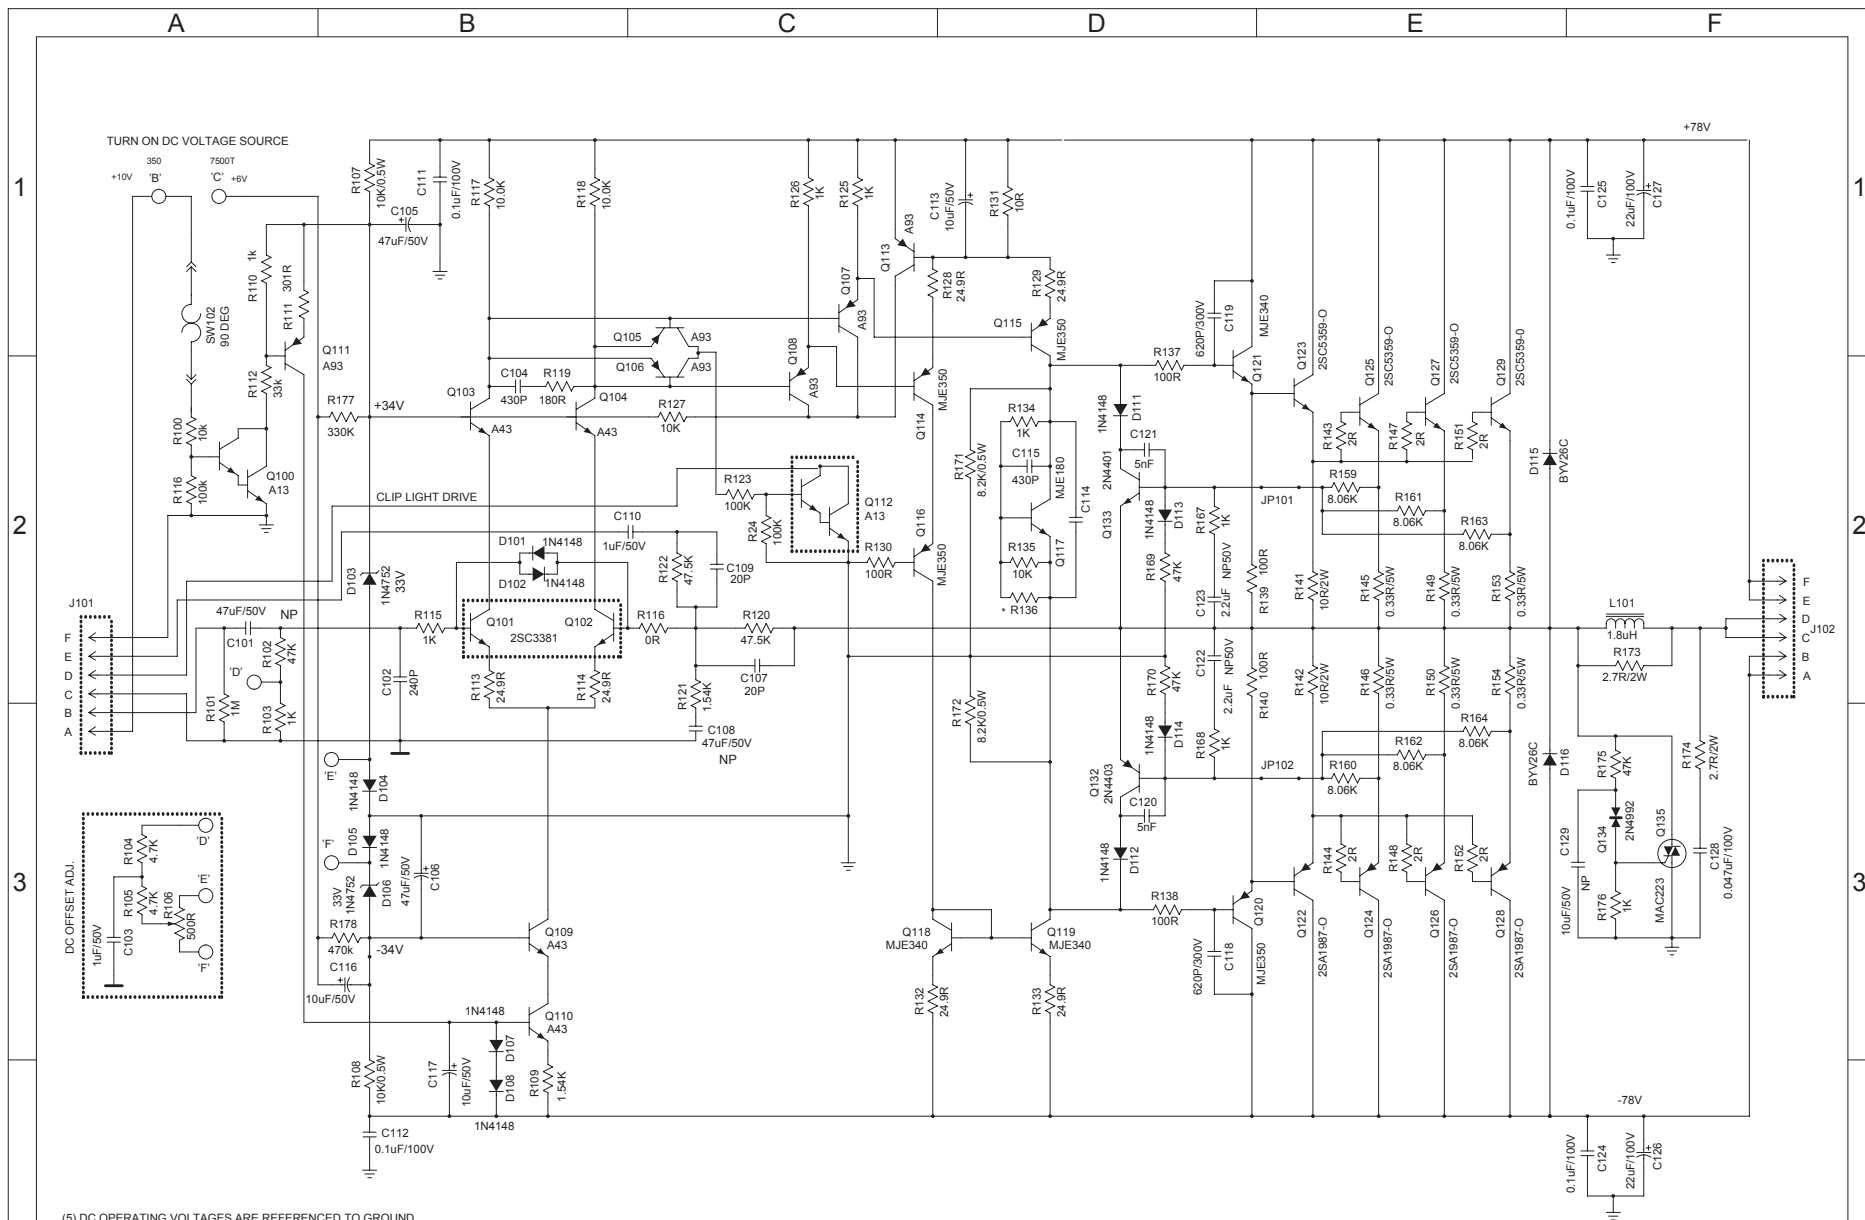 A B C D E F
1
2
3
1
2
3
TURN ON DC VOLTAGE SOURCE
350 7500T
+10V 'B' 'C' +6V
R110 1k
R111 301R
SW102
90 DEG
Q111
A93
R112 33k
R100 10k
R116 100k
Q100
A13
R107 10K/0.5W
C105
47uF/50V
C111 0.1uF/100V
R117 10.0K
R118 10.0K
R177
330K
+34V
Q103
A43
C104
430P
R119
180R
Q104
A43
Q105 A93
Q106 A93
R127
10K
R126 1K
R125 1K
Q107
A93
Q108
A93
Q113 A93
R128 24.9R
C113 10uF/50V
R131 10R
R129 24.9R
Q115
MJE350
Q114
MJE350
CLIP LIGHT DRIVE
R123
100K
R24 100K
Q112
A13
Q116
MJE350
R130
100R
C110
1uF/50V
R122 47.5K
C109
20P
D101 1N4148
D102 1N4148
D103 1N4752 33V
R115
1K
Q101 Q102
2SC3381
R116
0R
R120
47.5K
C107
20P
R121 1.54K
C108
47uF/50V
NP
R113 24.9R
R114 24.9R
C102 240P
J101
F
E
D
C
B
A
47uF/50V NP
C101
R102 47K
'D'
R101 1M
R103 1K
'E'
1N4148 D104
'F' D105 1N4148
33V 1N4752 D106
47uF/50V C106
R178
470k
-34V
C116
10uF/50V
Q109
A43
Q110
A43
1N4148
D107
D108
1N4148
C117 10uF/50V
R109 1.54K
R108 10K/0.5W
C112
0.1uF/100V
DC OFFSET ADJ.
R104 4.7K
'D'
R105 4.7K
'E'
R106 500R
'F'
1uF/50V C103
R171 8.2K/0.5W
R172 8.2K/0.5W
R134
1K
C115
430P
MJE180
Q117
C114
R135
10K
* R136
R137
100R
620P/300V C119
MJE340
Q121
1N4148 D111
C121
5nF
2N4401
Q133
1N4148 D113
R169 47K
R167 1K
C123 2.2uF NP50V
C122 2.2uF NP50V
R139 100R
R140 100R
R170 47K
1N4148 D114
R168 1K
Q132 2N4403
C120
5nF
1N4148 D112
R138
100R
Q120
MJE350
620P/300V C118
Q118
MJE340
Q119
MJE340
R132 24.9R
R133 24.9R
JP101
JP102
Q123 2SC5359-O
Q125 2SC5359-O
Q127 2SC5359-O
Q129 2SC5359-0
R143 2R
R147 2R
R151 2R
R159
8.06K
R161
8.06K
R163
8.06K
R141 10R/2W
R145 0.33R/5W
R149 0.33R/5W
R153 0.33R/5W
R142 10R/2W
R146 0.33R/5W
R150 0.33R/5W
R154 0.33R/5W
R164
8.06K
R162
8.06K
R160
8.06K
R144 2R
R148 2R
R152 2R
Q122 2SA1987-O
Q124 2SA1987-O
Q126 2SA1987-O
Q128 2SA1987-O
D115 BYV26C
BYV26C D116
+78V
0.1uF/100V C125
22uF/100V C127
L101
1.8uH
R173
2.7R/2W
J102
F
E
D
C
B
A
R175 47K
R174 2.7R/2W
2N4992
Q134
Q135
MAC223
C129 NP 10uF/50V
R176 1K
C128 0.047uF/100V
-78V
0.1uF/100V C124
22uF/100V C126
(5) DC OPERATING VOLTAGES ARE REFERENCED TO GROUND